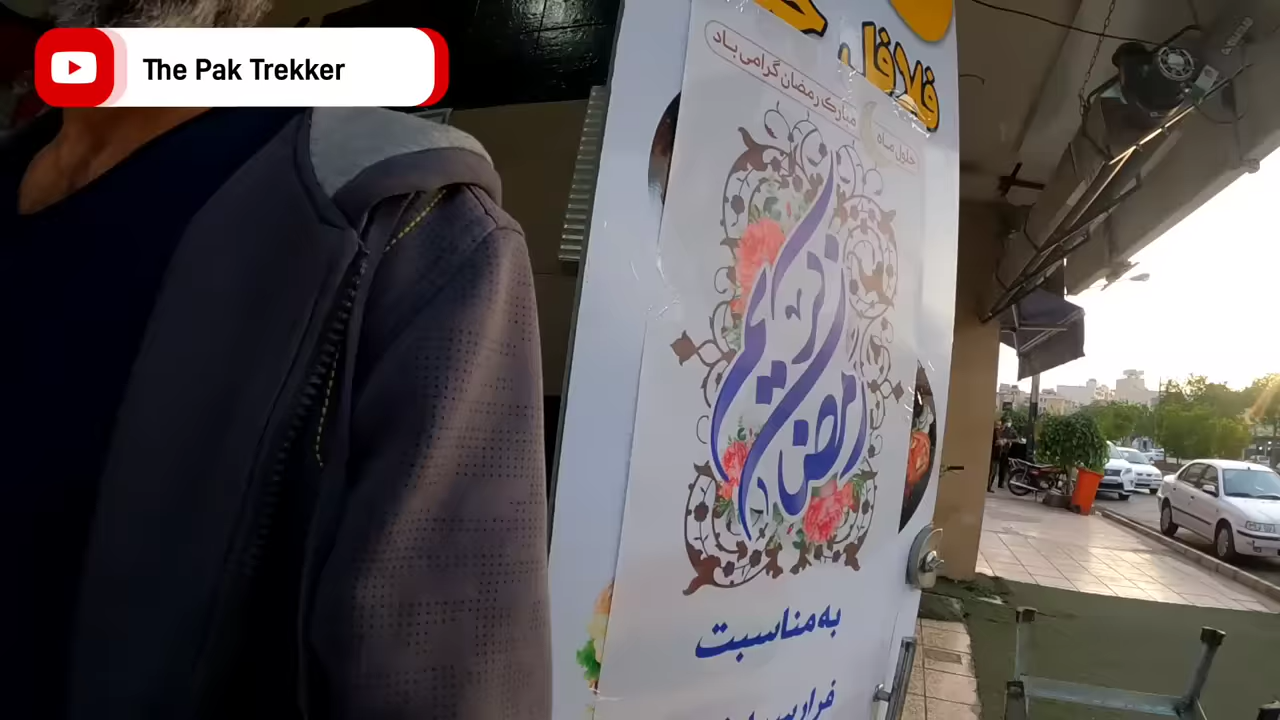 The Pak Trekker
فلافل
حلول ماه مبارک رمضان گرامی باد
رمضان کریم
به مناسبت